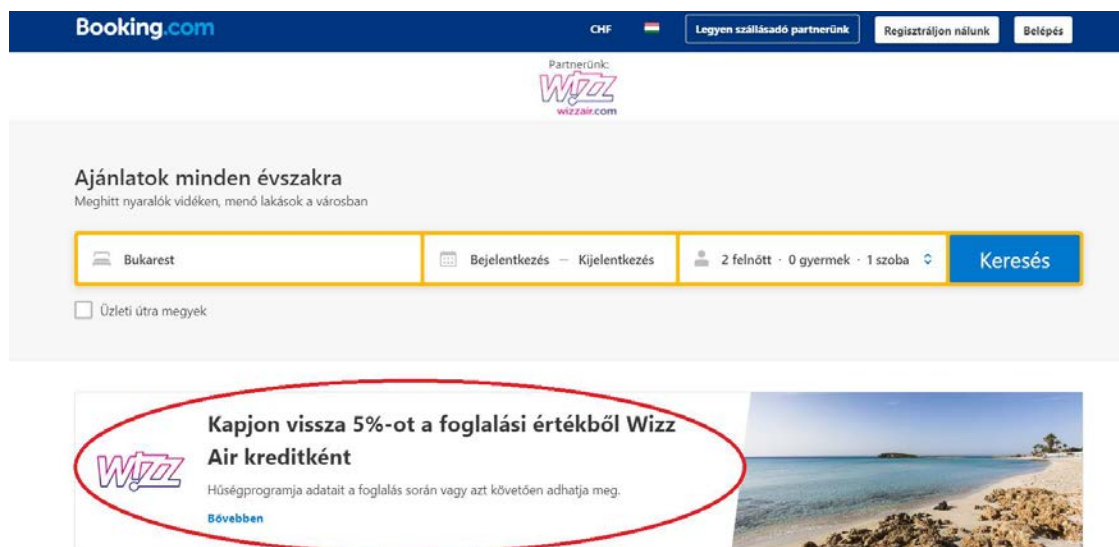 Booking.com
CHF
Legyen szállásadó partnerünk
Regisztráljon nálunk
Belépés
Partnerünk:
WIZZ
wizzair.com
Ajánlatok minden évszakra
Meghitt nyaralók vidéken, menő lakások a városban
Bukarest
Bejelentkezés — Kijelentkezés
2 felnőtt · 0 gyermek · 1 szoba
Keresés
Üzleti útra megyek
WIZZ
Kapjon vissza 5%-ot a foglalási értékből Wizz
Air kreditként
Hűségprogramja adatait a foglalás során vagy azt követően adhatja meg.
Bővebben